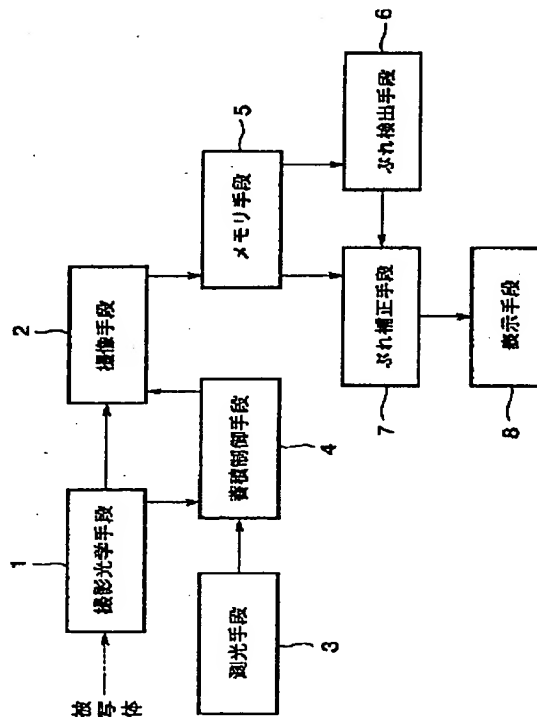 被写体
1
撮影光学手段
2
撮像手段
3
測光手段
4
蓄積制御手段
5
メモリ手段
6
ぶれ検出手段
7
ぶれ補正手段
8
表示手段